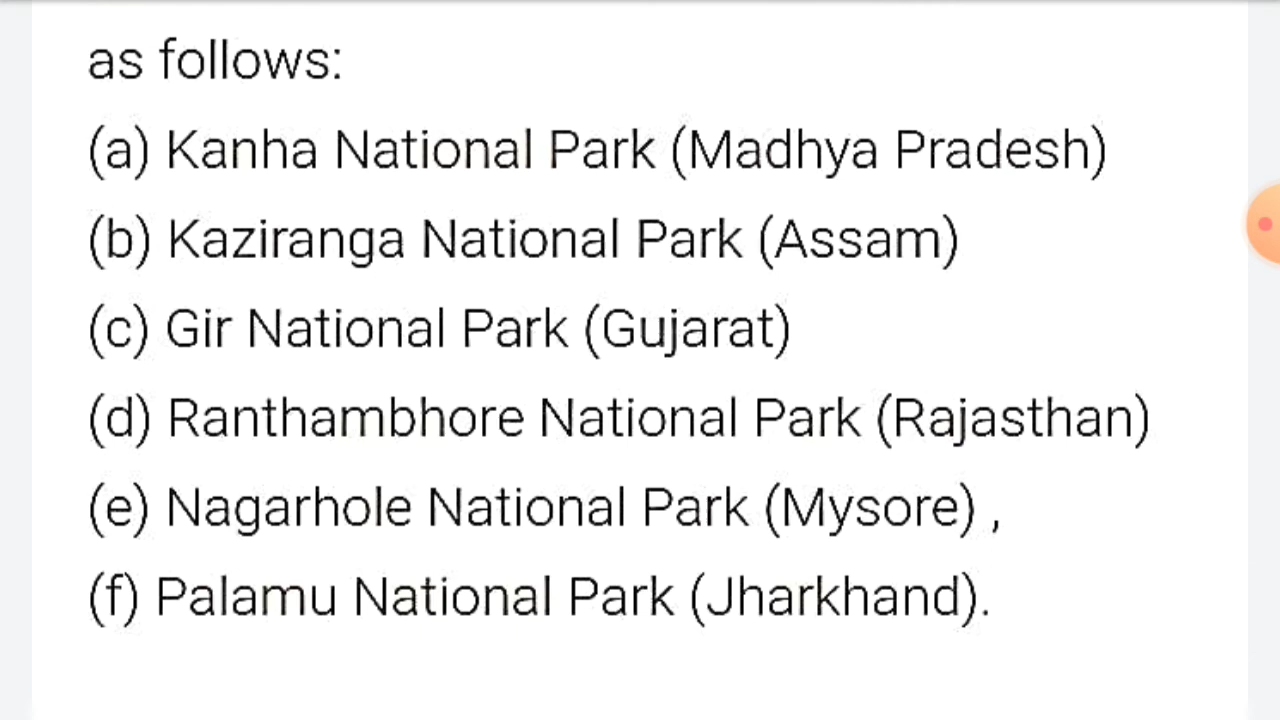 as follows:
(a) Kanha National Park (Madhya Pradesh)
(b) Kaziranga National Park (Assam)
(c) Gir National Park (Gujarat)
(d) Ranthambhore National Park (Rajasthan)
(e) Nagarhole National Park (Mysore) ,
(f) Palamu National Park (Jharkhand).